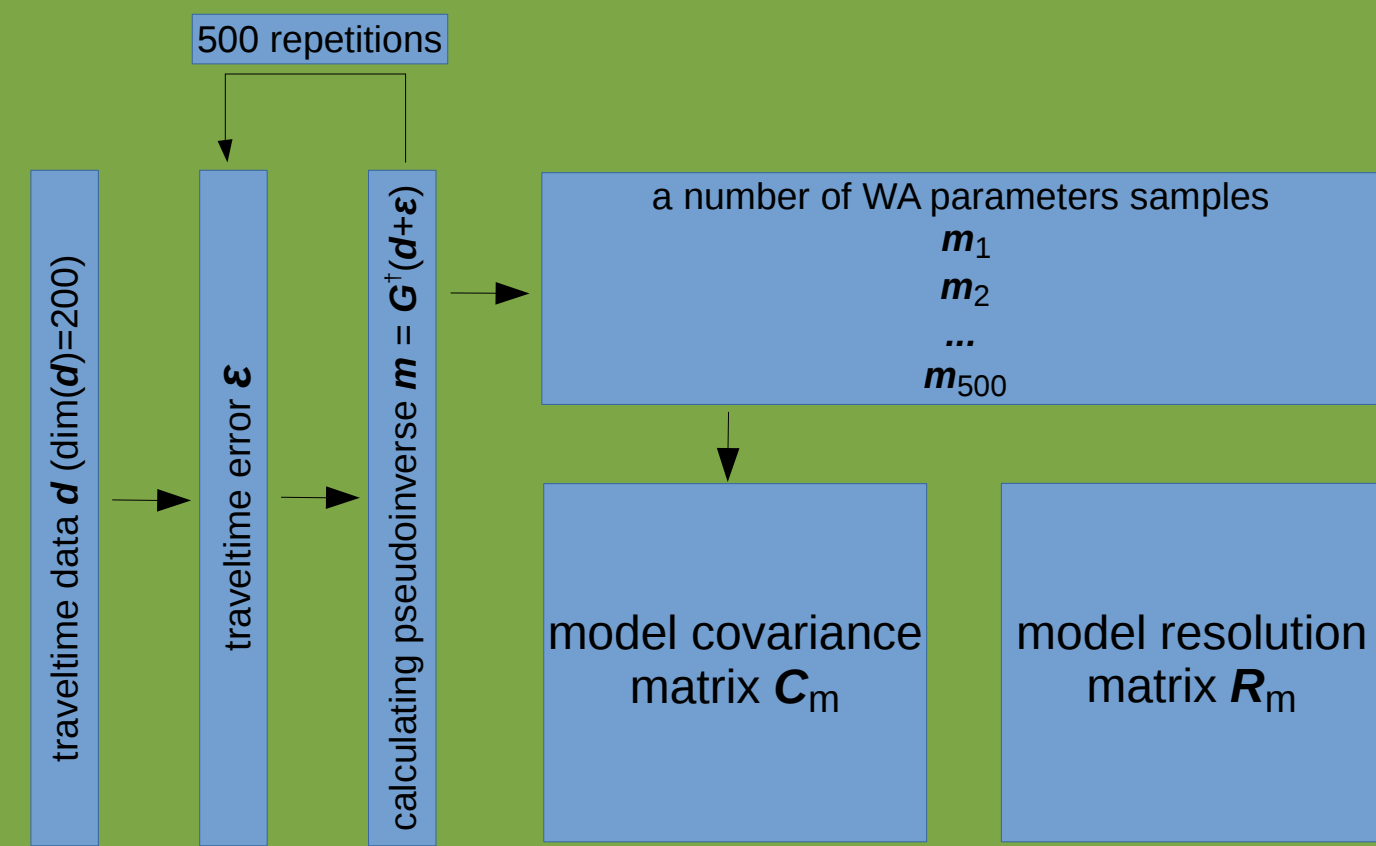 500 repetitions
traveltime data d (dim(d)=200)
traveltime error ε
calculating pseudoinverse m = G†(d+ε)
a number of WA parameters samples
m1
m2
...
m500
model covariance
matrix Cm
model resolution
matrix Rm